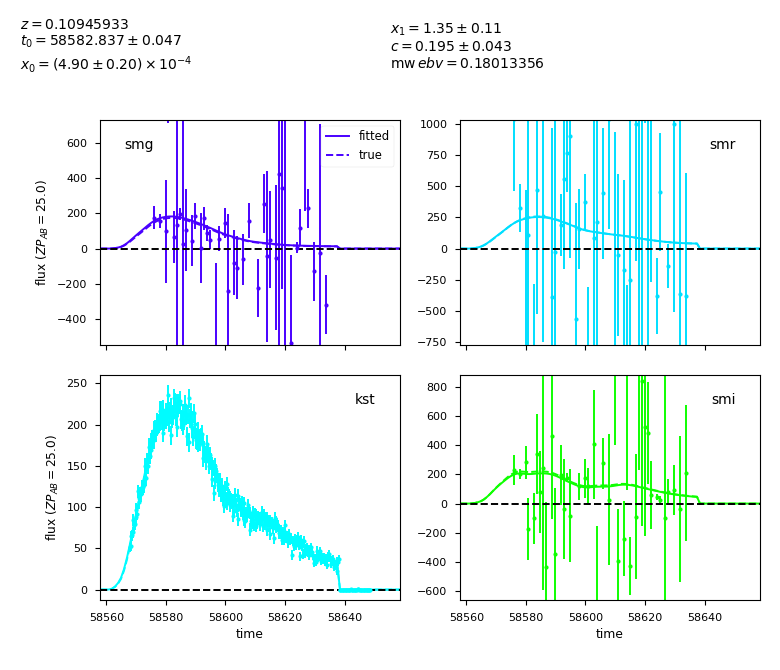 z = 0.10945933
t₀ = 58582.837 ± 0.047
x₀ = (4.90 ± 0.20) × 10⁻⁴
x₁ = 1.35 ± 0.11
c = 0.195 ± 0.043
mw ebv = 0.18013356
smg
fitted
true
600
400
200
0
−200
−400
flux (ZP_AB = 25.0)
smr
1000
750
500
250
0
−250
−500
−750
kst
250
200
150
100
50
0
flux (ZP_AB = 25.0)
58560 58580 58600 58620 58640
time
smi
800
600
400
200
0
−200
−400
−600
58560 58580 58600 58620 58640
time